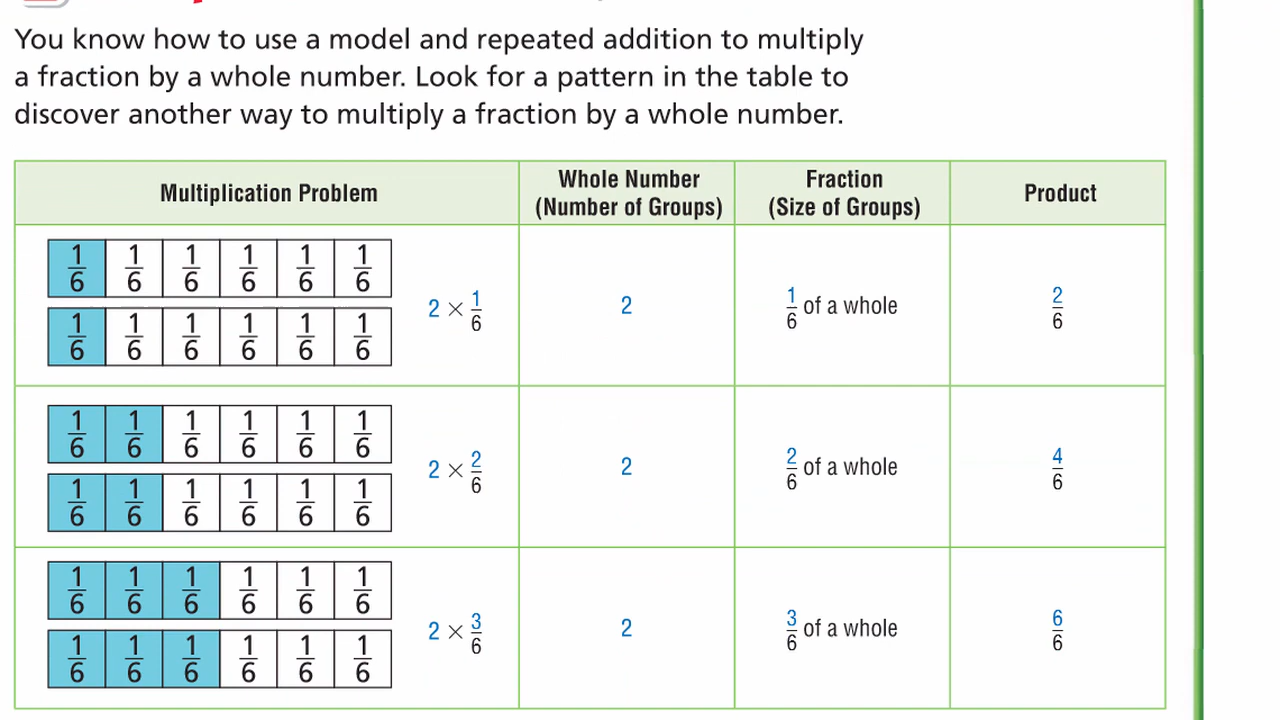 You know how to use a model and repeated addition to multiply
a fraction by a whole number. Look for a pattern in the table to
discover another way to multiply a fraction by a whole number.
Multiplication Problem
Whole Number
(Number of Groups)
Fraction
(Size of Groups)
Product
1/6 1/6 1/6 1/6 1/6 1/6
1/6 1/6 1/6 1/6 1/6 1/6
2 × 1/6
2
1/6 of a whole
2/6
1/6 1/6 1/6 1/6 1/6 1/6
1/6 1/6 1/6 1/6 1/6 1/6
2 × 2/6
2
2/6 of a whole
4/6
1/6 1/6 1/6 1/6 1/6 1/6
1/6 1/6 1/6 1/6 1/6 1/6
2 × 3/6
2
3/6 of a whole
6/6